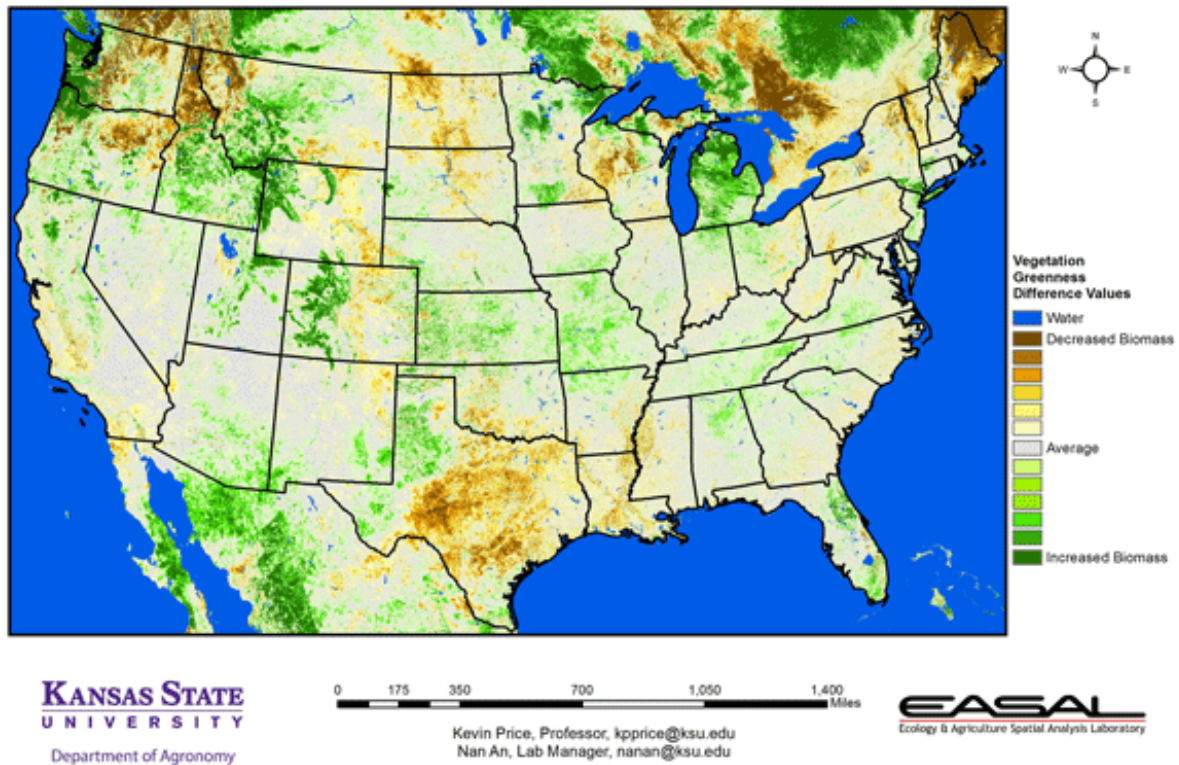 N
W E
S
Vegetation
Greenness
Difference Values
Water
Decreased Biomass
Average
Increased Biomass
KANSAS STATE
UNIVERSITY
Department of Agronomy
0 175 350 700 1,050 1,400
Miles
Kevin Price, Professor, kpprice@ksu.edu
Nan An, Lab Manager, nanan@ksu.edu
EASAL
Ecology & Agriculture Spatial Analysis Laboratory